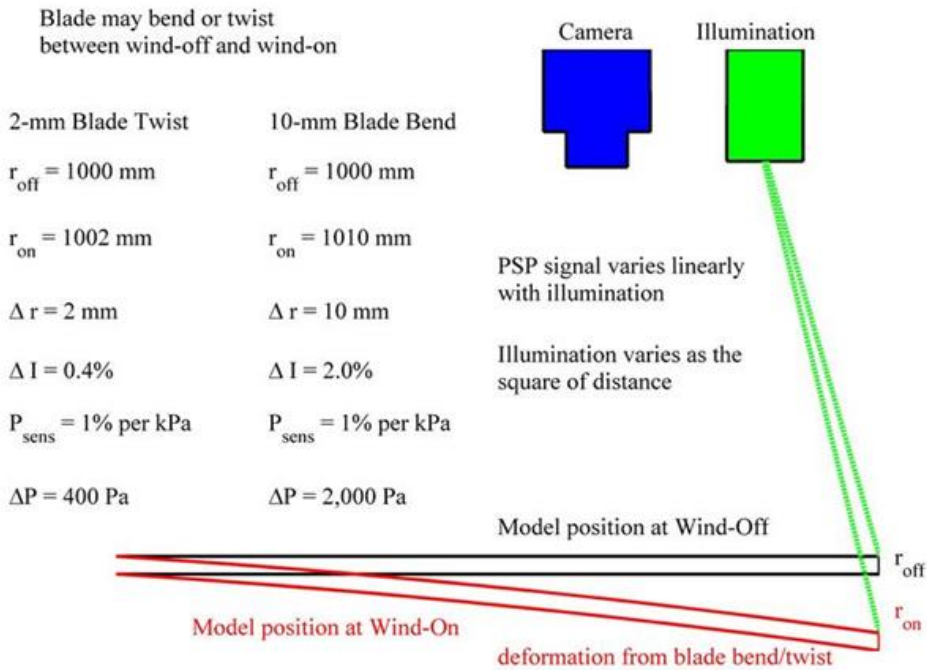 Blade may bend or twist
between wind-off and wind-on
Camera
Illumination
2-mm Blade Twist
r_off = 1000 mm
r_on = 1002 mm
Δ r = 2 mm
Δ I = 0.4%
P_sens = 1% per kPa
ΔP = 400 Pa
10-mm Blade Bend
r_off = 1000 mm
r_on = 1010 mm
Δ r = 10 mm
Δ I = 2.0%
P_sens = 1% per kPa
ΔP = 2,000 Pa
PSP signal varies linearly
with illumination
Illumination varies as the
square of distance
Model position at Wind-Off
r_off
r_on
Model position at Wind-On
deformation from blade bend/twist